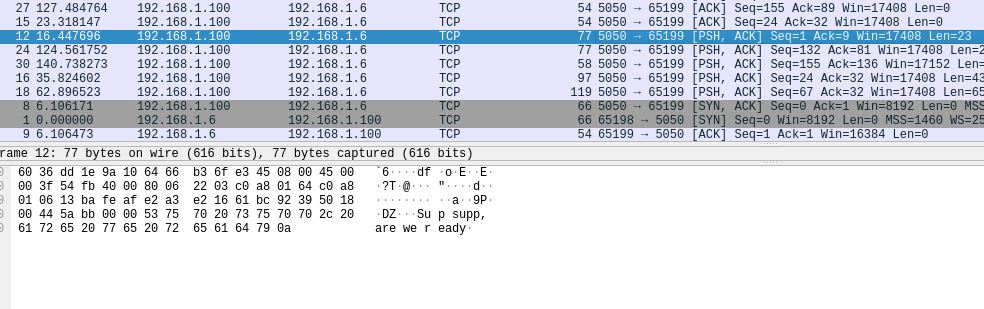 27 127.484764 192.168.1.100 192.168.1.6 TCP 54 5050 → 65199 [ACK] Seq=155 Ack=89 Win=17408 Len=0
15 23.318147 192.168.1.100 192.168.1.6 TCP 54 5050 → 65199 [ACK] Seq=24 Ack=32 Win=17408 Len=0
12 16.447696 192.168.1.100 192.168.1.6 TCP 77 5050 → 65199 [PSH, ACK] Seq=1 Ack=9 Win=17408 Len=23
24 124.561752 192.168.1.100 192.168.1.6 TCP 77 5050 → 65199 [PSH, ACK] Seq=132 Ack=81 Win=17408 Len=2
30 140.738273 192.168.1.100 192.168.1.6 TCP 58 5050 → 65199 [PSH, ACK] Seq=155 Ack=136 Win=17152 Len=
16 35.824602 192.168.1.100 192.168.1.6 TCP 97 5050 → 65199 [PSH, ACK] Seq=24 Ack=32 Win=17408 Len=43
18 62.896523 192.168.1.100 192.168.1.6 TCP 119 5050 → 65199 [PSH, ACK] Seq=67 Ack=32 Win=17408 Len=65
8 6.106171 192.168.1.100 192.168.1.6 TCP 66 5050 → 65199 [SYN, ACK] Seq=0 Ack=1 Win=8192 Len=0 MSS
1 0.000000 192.168.1.6 192.168.1.100 TCP 66 65198 → 5050 [SYN] Seq=0 Win=8192 Len=0 MSS=1460 WS=25
9 6.106473 192.168.1.6 192.168.1.100 TCP 54 65199 → 5050 [ACK] Seq=1 Ack=1 Win=16384 Len=0
rame 12: 77 bytes on wire (616 bits), 77 bytes captured (616 bits)
60 36 dd 1e 9a 10 64 66 b3 6f e3 45 08 00 45 00 `6····df ·o·E··E·
00 3f 54 fb 40 00 80 06 22 03 c0 a8 01 64 c0 a8 ·?T·@··· "····d··
01 06 13 ba fe af e2 a3 e2 16 61 bc 92 39 50 18 ········ ··a··9P·
00 44 5a bb 00 00 53 75 70 20 73 75 70 70 2c 20 ·DZ···Su p supp,
61 72 65 20 77 65 20 72 65 61 64 79 0a are we r eady·